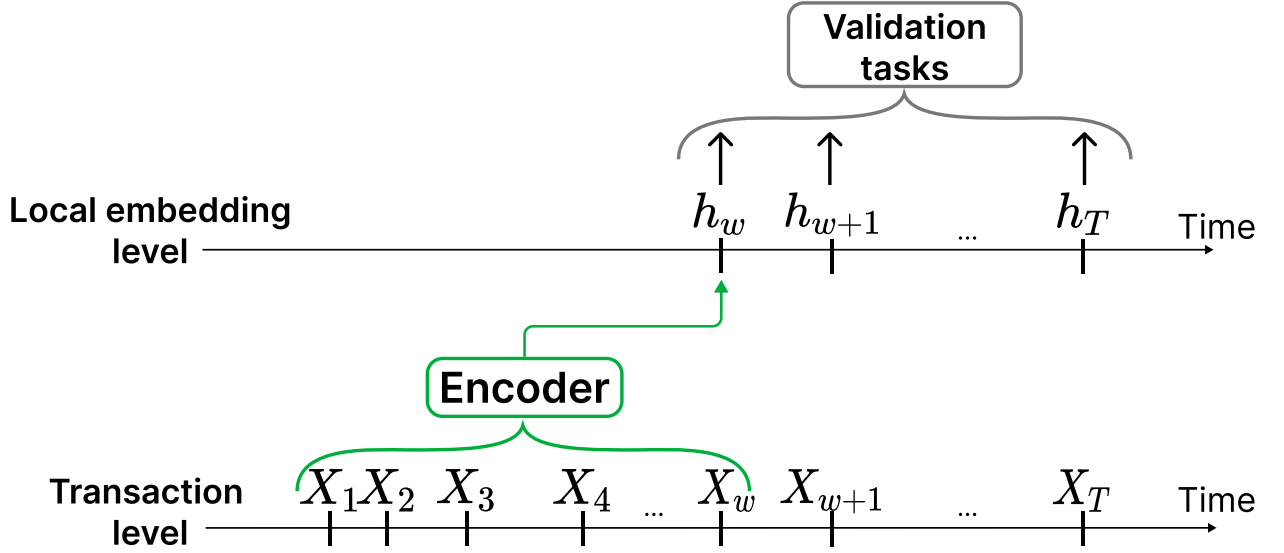 Validation
tasks
h_w h_{w+1} ... h_T Time
Local embedding
level
Encoder
X_1 X_2 X_3 X_4 ... X_w X_{w+1} ... X_T Time
Transaction
level